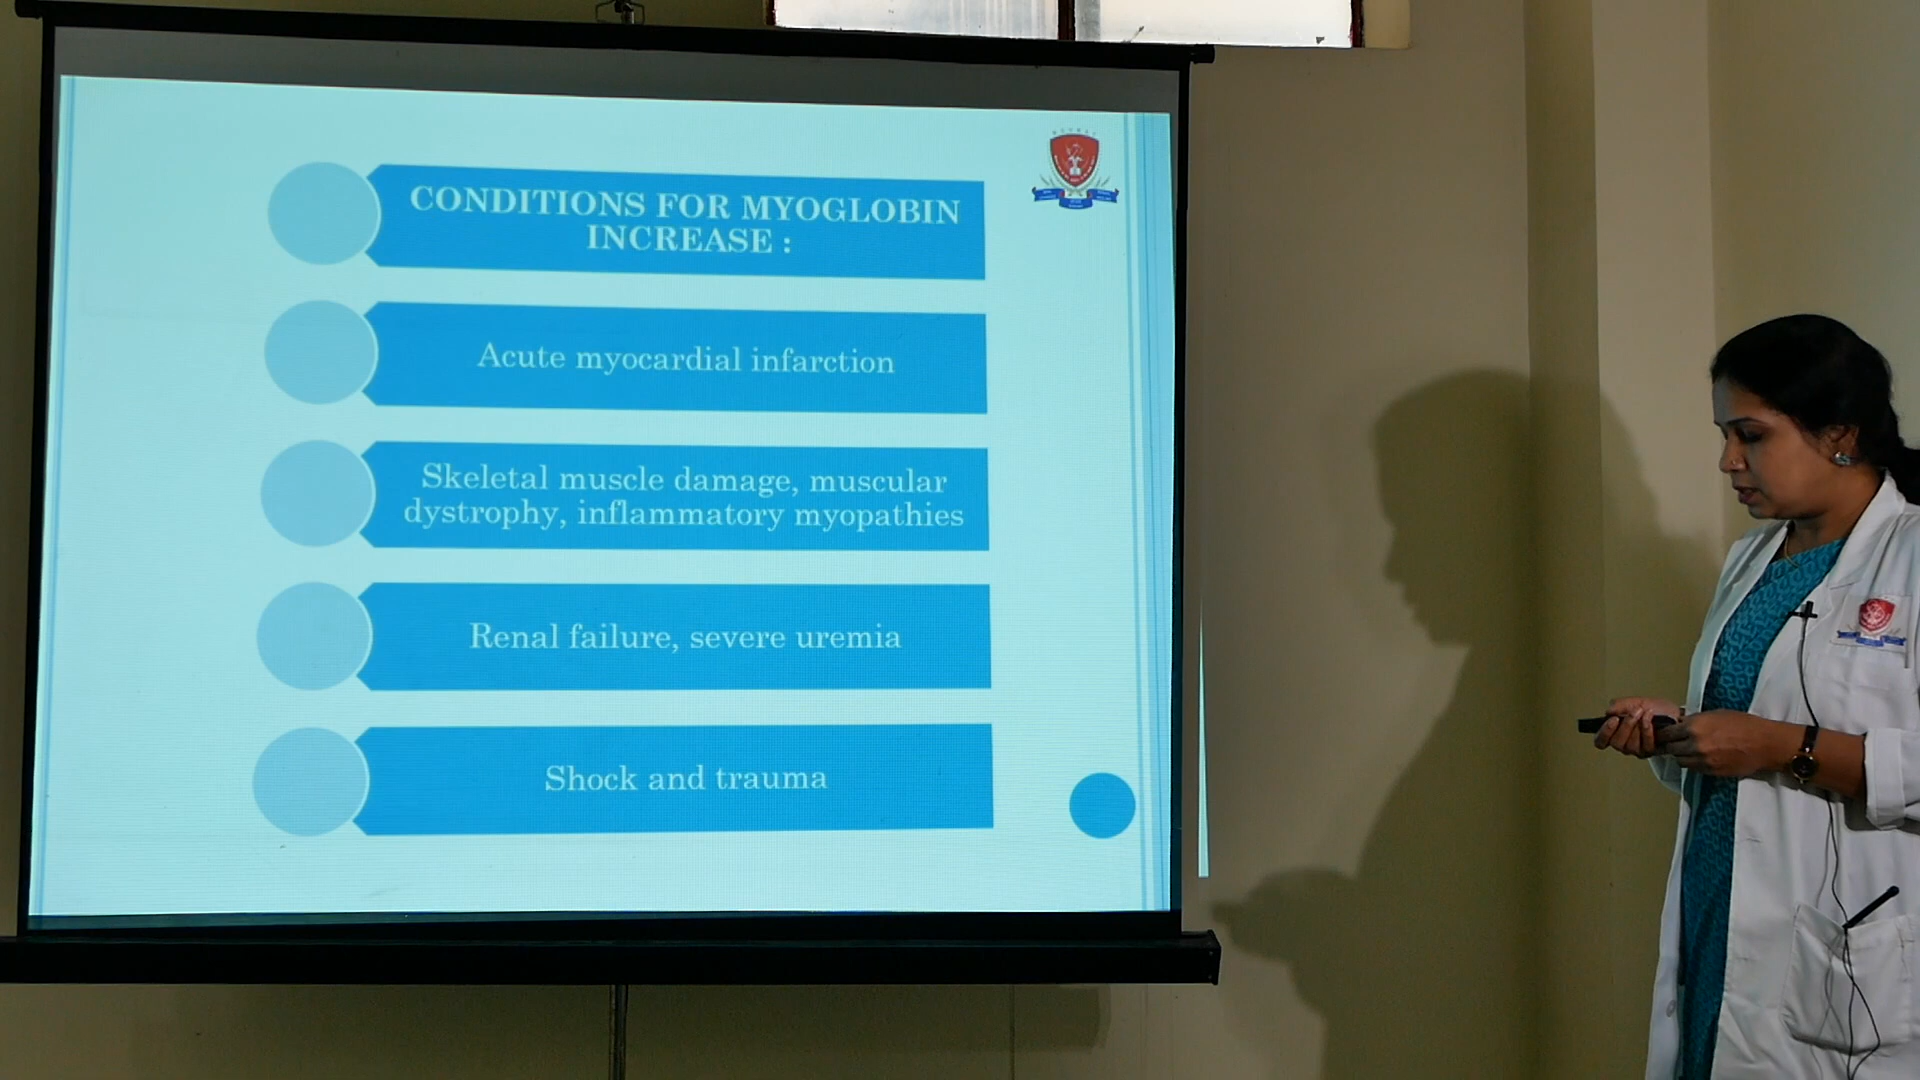 CONDITIONS FOR MYOGLOBIN
INCREASE :
Acute myocardial infarction
Skeletal muscle damage, muscular
dystrophy, inflammatory myopathies
Renal failure, severe uremia
Shock and trauma